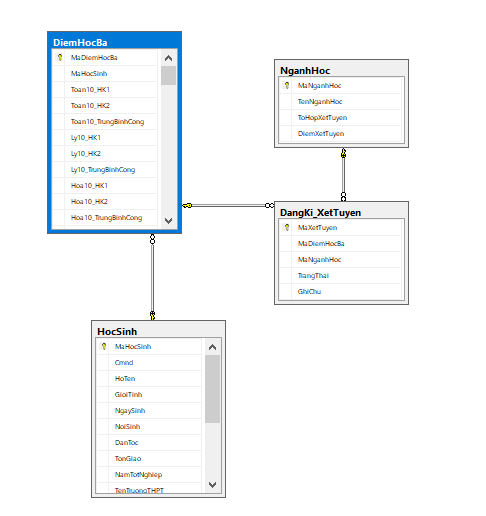 DiemHocBa
MaDiemHocBa
MaHocSinh
Toan10_HK1
Toan10_HK2
Toan10_TrungBinhCong
Ly10_HK1
Ly10_HK2
Ly10_TrungBinhCong
Hoa10_HK1
Hoa10_HK2
Hoa10_TrungBinhCong
NganhHoc
MaNganhHoc
TenNganhHoc
ToHopXetTuyen
DiemXetTuyen
DangKi_XetTuyen
MaXetTuyen
MaDiemHocBa
MaNganhHoc
TrangThai
GhiChu
HocSinh
MaHocSinh
Cmnd
HoTen
GioiTinh
NgaySinh
NoiSinh
DanToc
TonGiao
NamTotNghiep
TenTruongTHPT